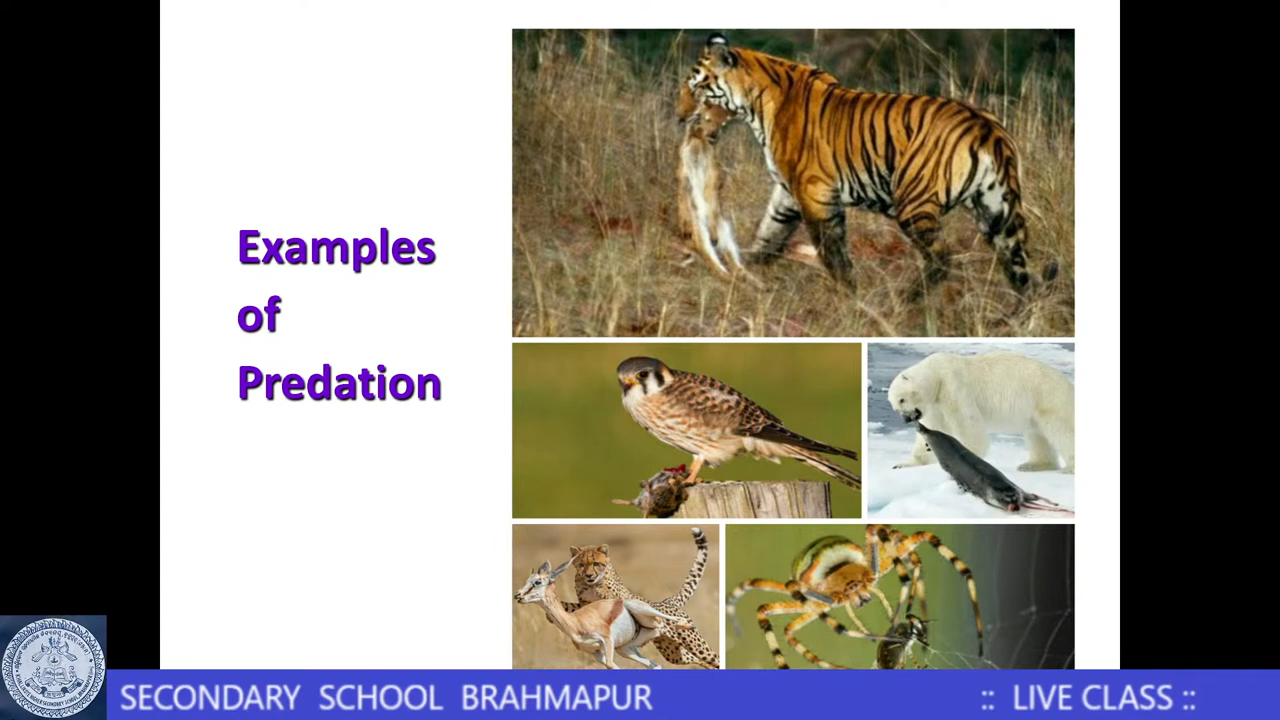 Examples
of
Predation
SECONDARY SCHOOL BRAHMAPUR
:: LIVE CLASS ::